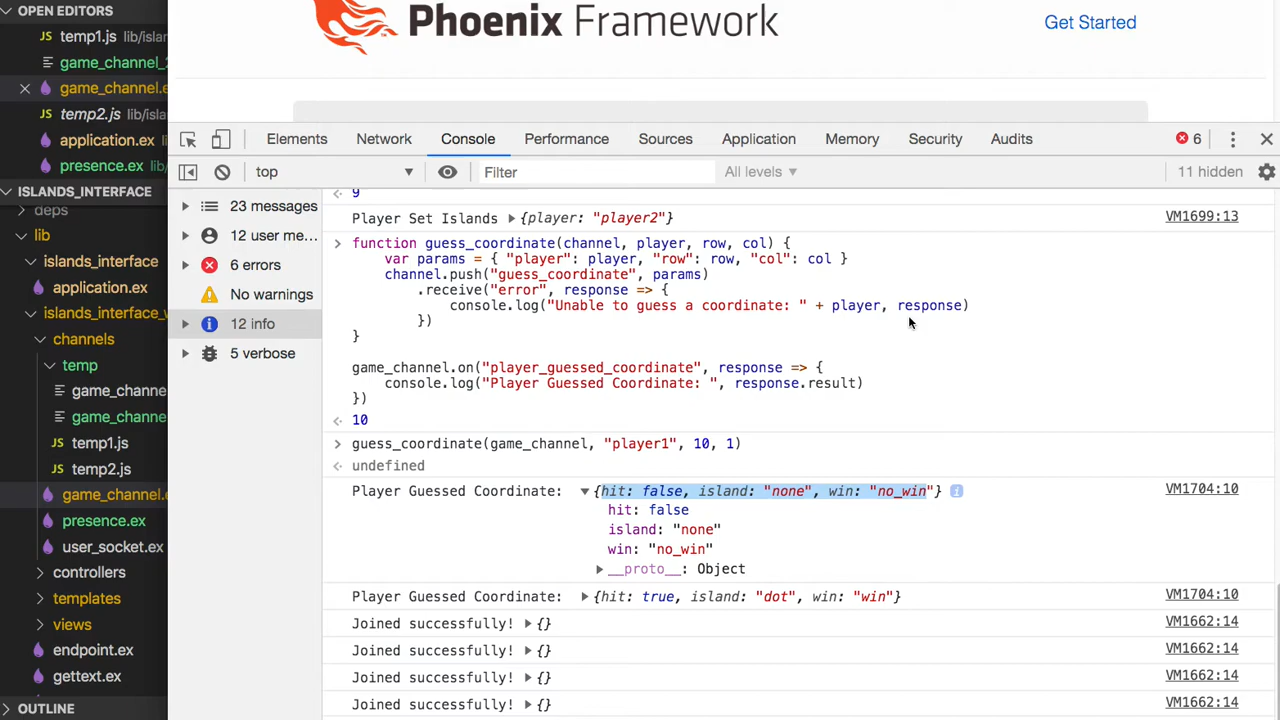 OPEN EDITORS
JS temp1.js lib/islan
game_channel_2
game_channel.e
JS temp2.js lib/isla
application.ex lib/
presence.ex lib/
ISLANDS_INTERFACE
deps
lib
islands_interface
application.ex
islands_interface_w
channels
temp
game_channe
game_channe
JS temp1.js
JS temp2.js
game_channel.e
presence.ex
user_socket.ex
controllers
templates
views
endpoint.ex
gettext.ex
OUTLINE
Phoenix Framework
Get Started
Elements Network Console Performance Sources Application Memory Security Audits 6
top Filter All levels 11 hidden
23 messages
12 user me...
6 errors
No warnings
12 info
5 verbose
9
Player Set Islands {player: "player2"} VM1699:13
function guess_coordinate(channel, player, row, col) {
var params = { "player": player, "row": row, "col": col }
channel.push("guess_coordinate", params)
.receive("error", response => {
console.log("Unable to guess a coordinate: " + player, response)
})
}
game_channel.on("player_guessed_coordinate", response => {
console.log("Player Guessed Coordinate: ", response.result)
})
10
guess_coordinate(game_channel, "player1", 10, 1)
undefined
Player Guessed Coordinate: {hit: false, island: "none", win: "no_win"} VM1704:10
hit: false
island: "none"
win: "no_win"
__proto__: Object
Player Guessed Coordinate: {hit: true, island: "dot", win: "win"} VM1704:10
Joined successfully! {} VM1662:14
Joined successfully! {} VM1662:14
Joined successfully! {} VM1662:14
Joined successfully! {} VM1662:14